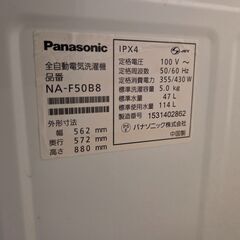 Panasonic
全自動電気洗濯機
品番
NA-F50B8
外形寸法
幅 562 mm
奥行 572 mm
高さ 880 mm
IPX4
JET
定格電圧 100 V ～
定格周波数 50/60 Hz
定格消費電力 355/430 W
標準洗濯容量 5.0 kg
標準水量 47 L
標準使用水量 114 L
製造番号 1531402862
パナソニック株式会社
中国製